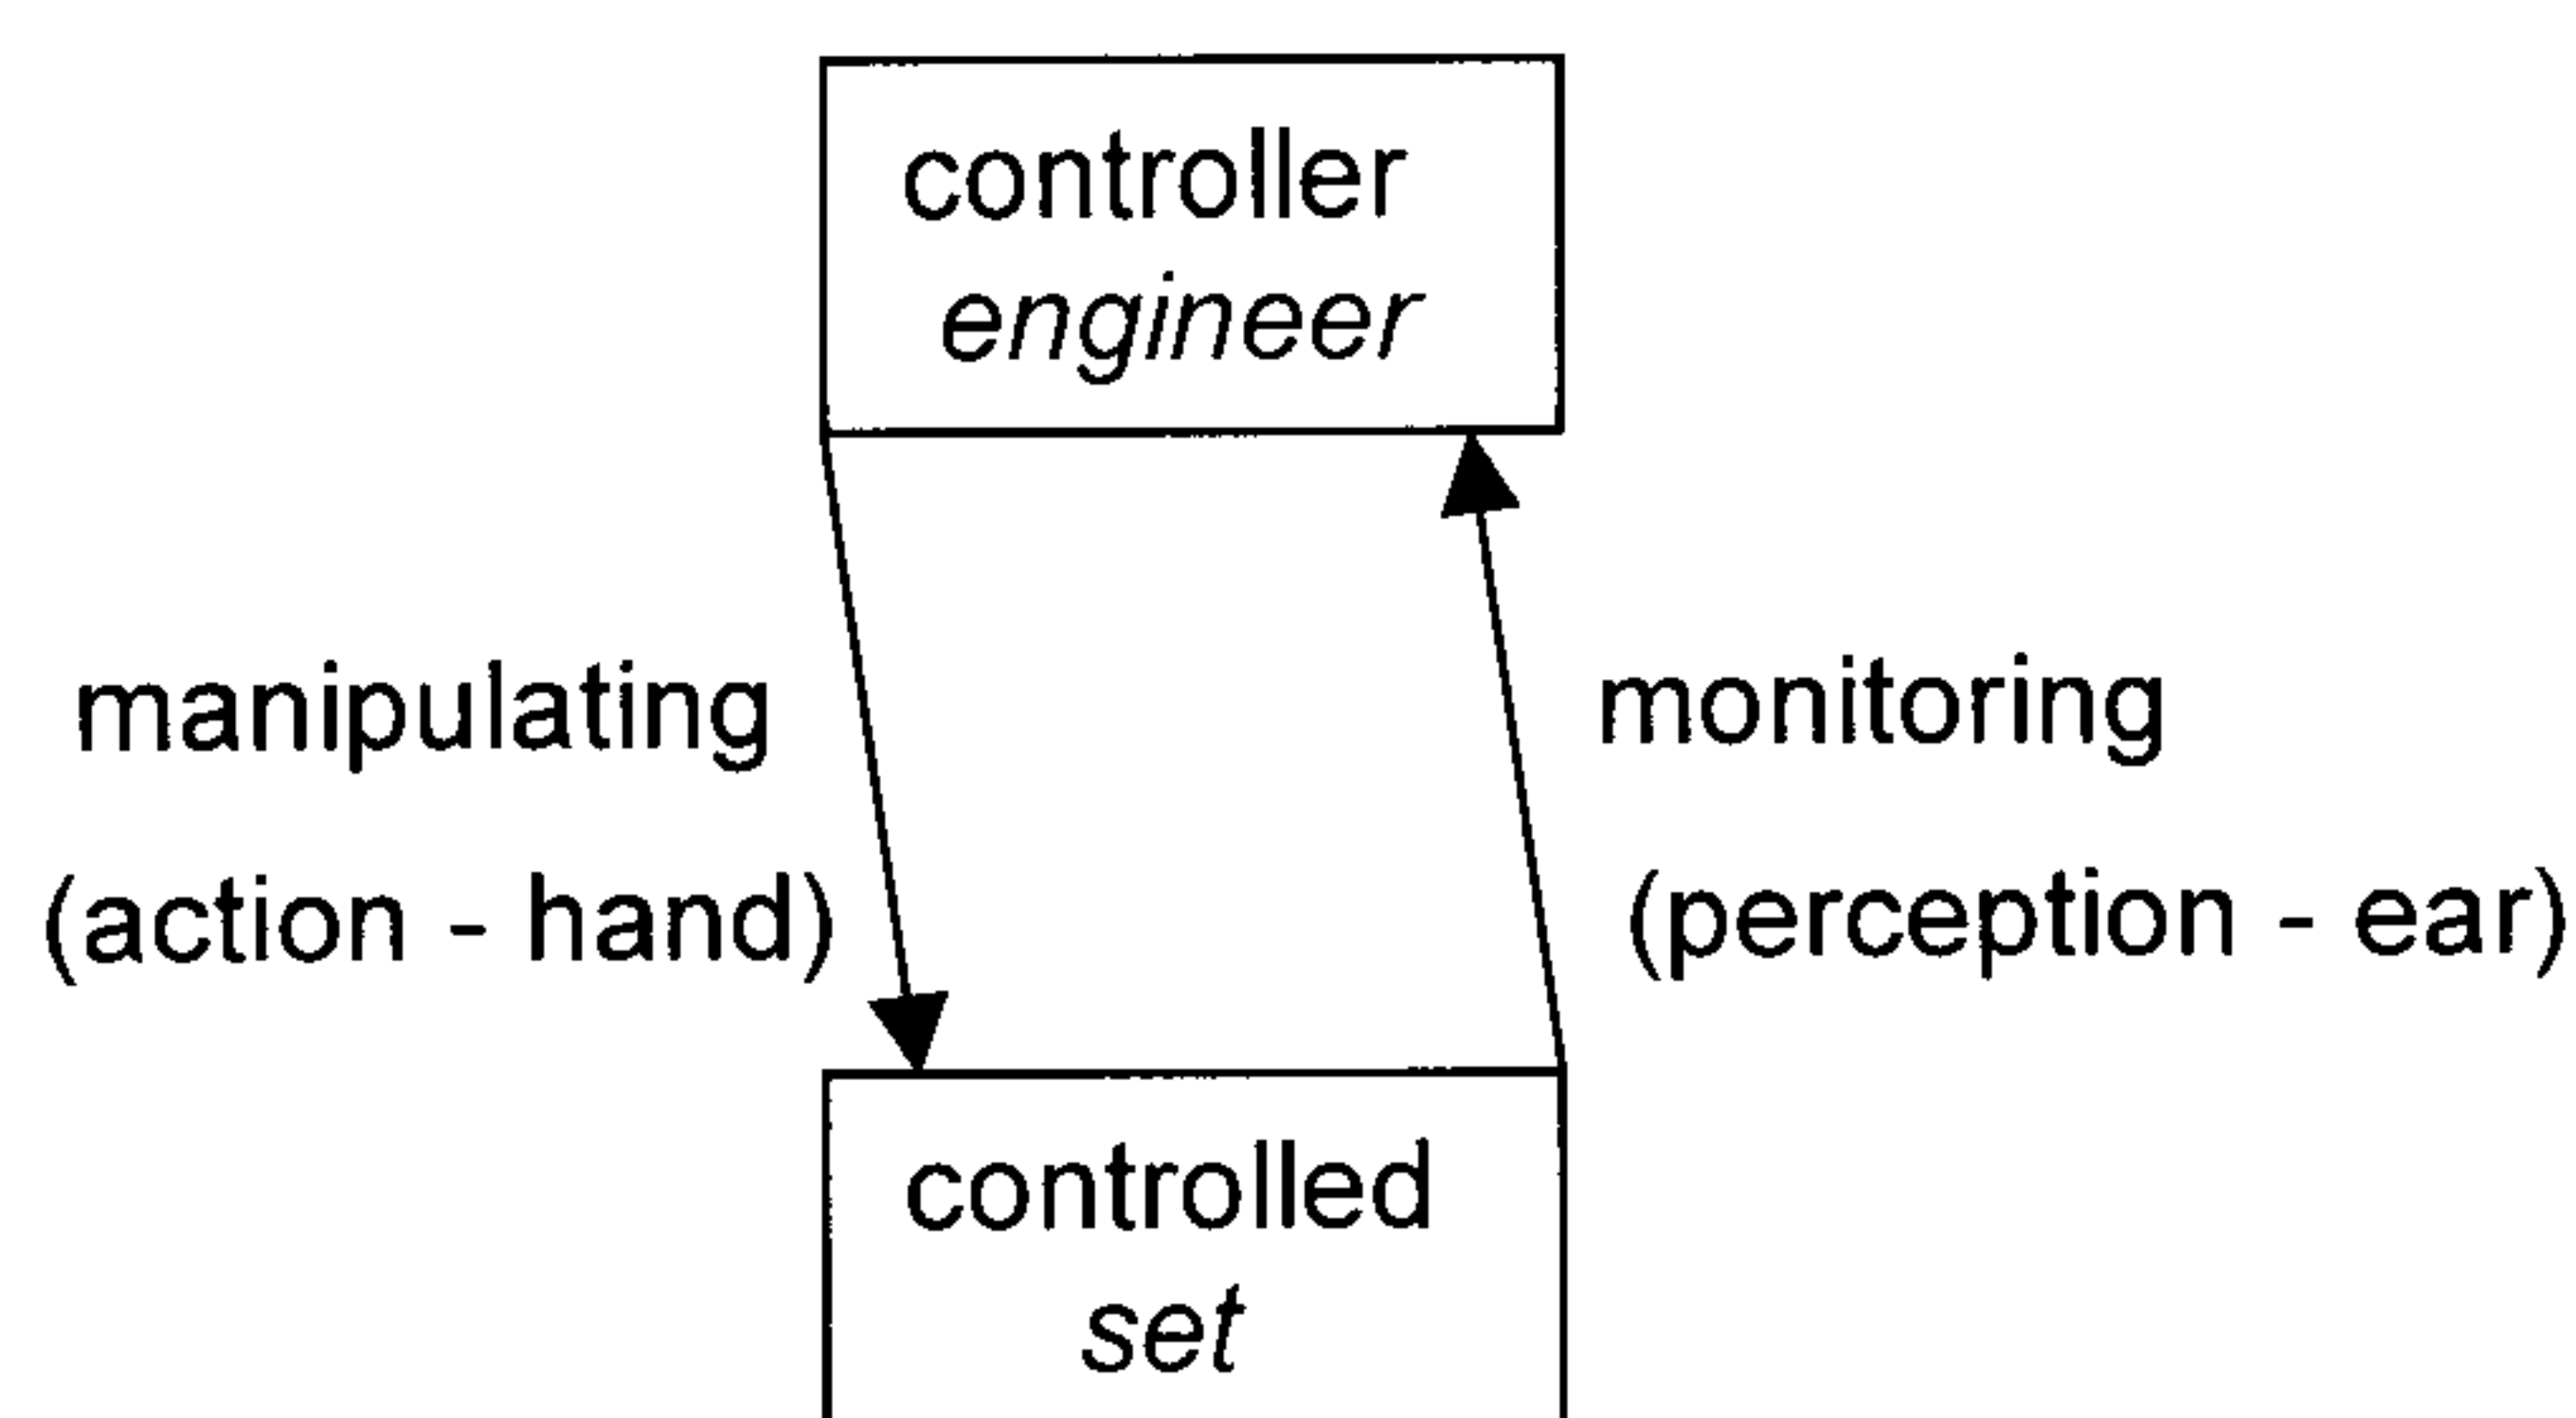 controller
engineer
manipulating
(action - hand)
monitoring
(perception - ear)
controlled
set